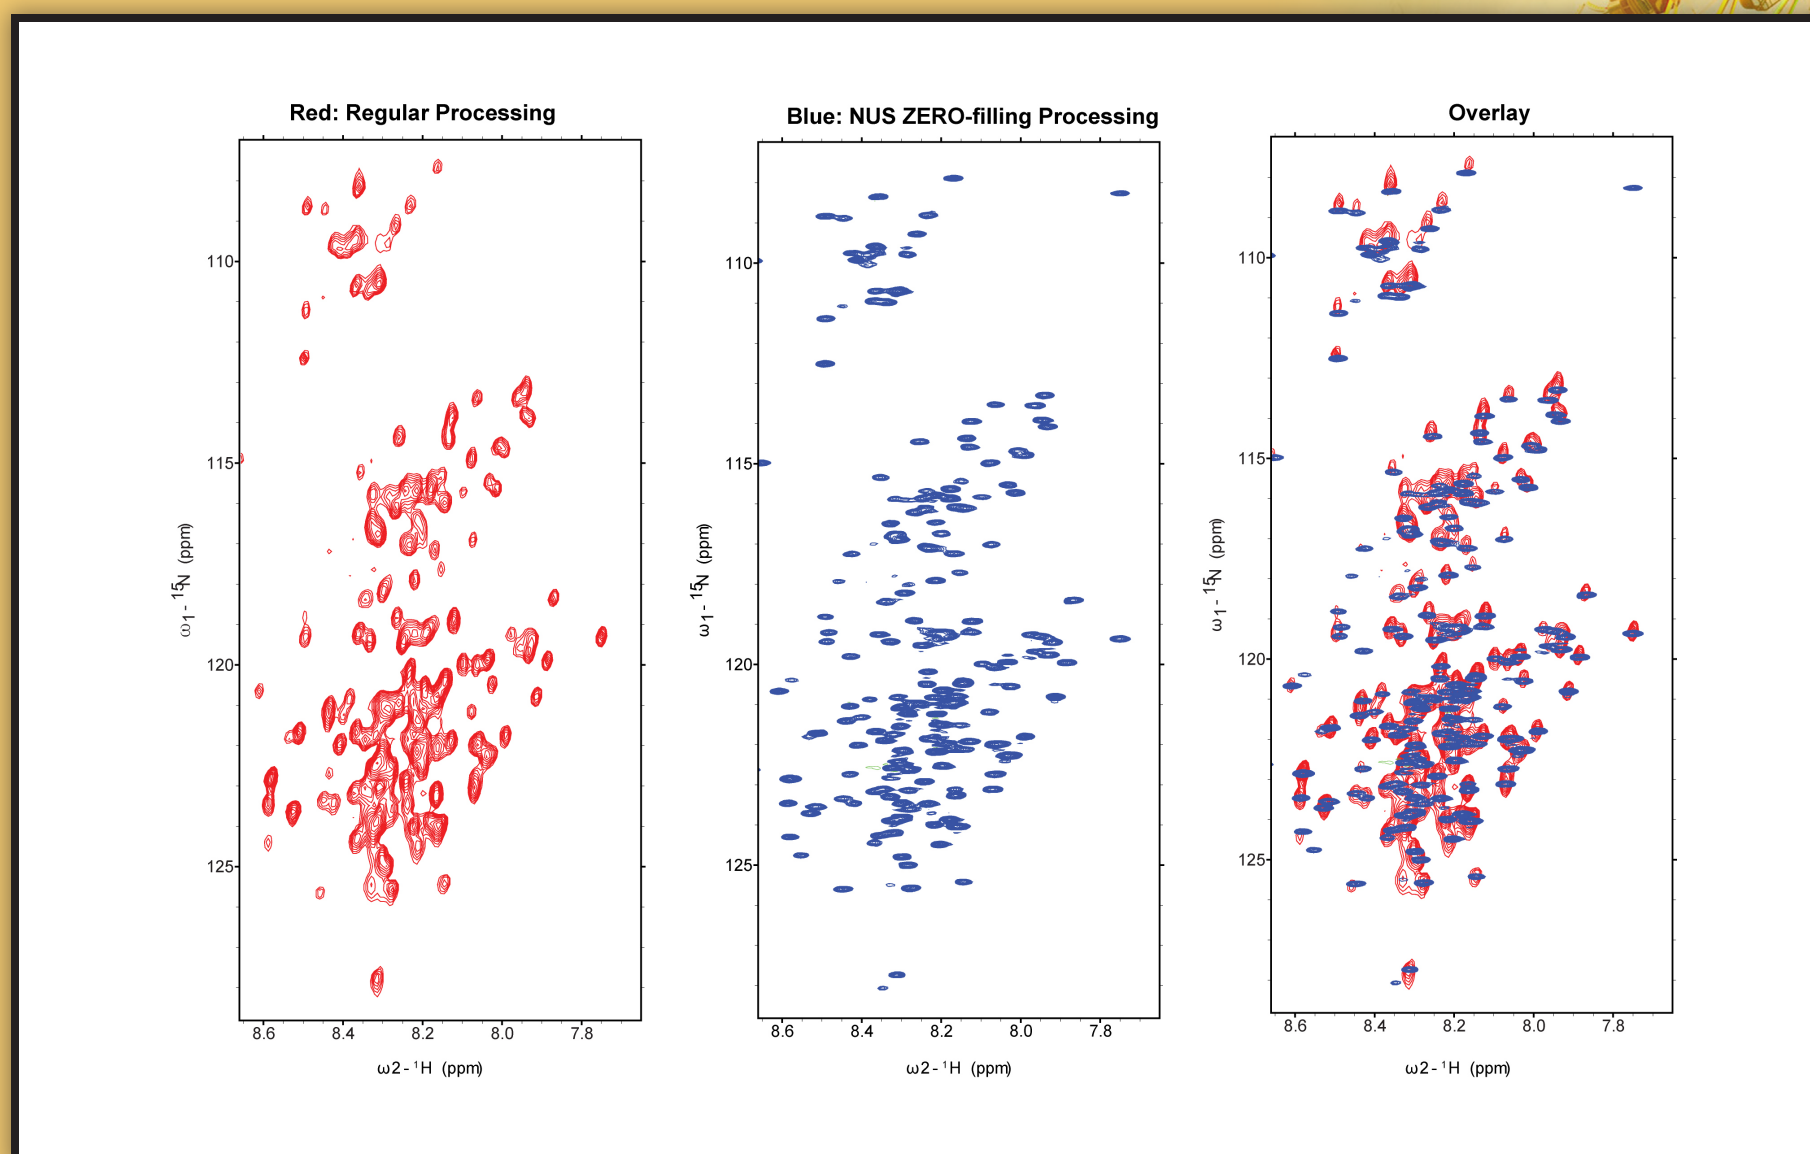 Red: Regular Processing
110
115
120
125
ω1 - 15N (ppm)
8.6 8.4 8.2 8.0 7.8
ω2 - 1H (ppm)
Blue: NUS ZERO-filling Processing
110
115
120
125
ω1 - 15N (ppm)
8.6 8.4 8.2 8.0 7.8
ω2 - 1H (ppm)
Overlay
110
115
120
125
ω1 - 15N (ppm)
8.6 8.4 8.2 8.0 7.8
ω2 - 1H (ppm)